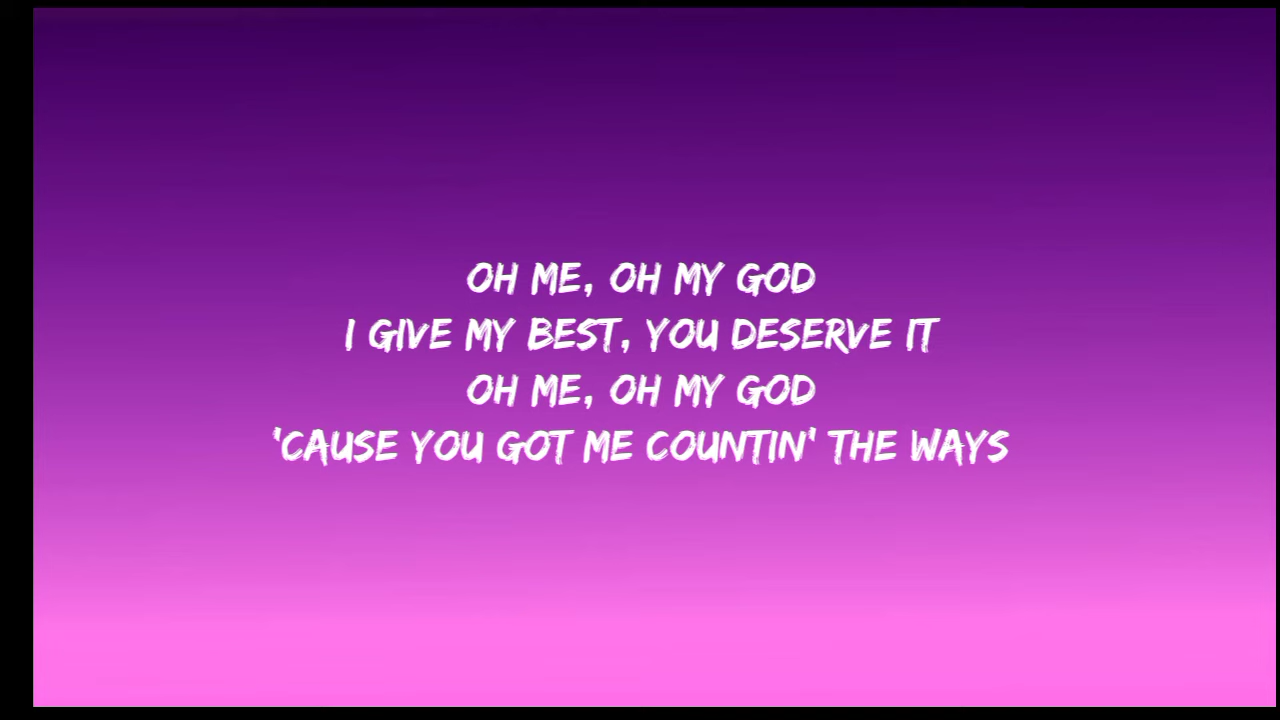 OH ME, OH MY GOD
I GIVE MY BEST, YOU DESERVE IT
OH ME, OH MY GOD
'CAUSE YOU GOT ME COUNTIN' THE WAYS